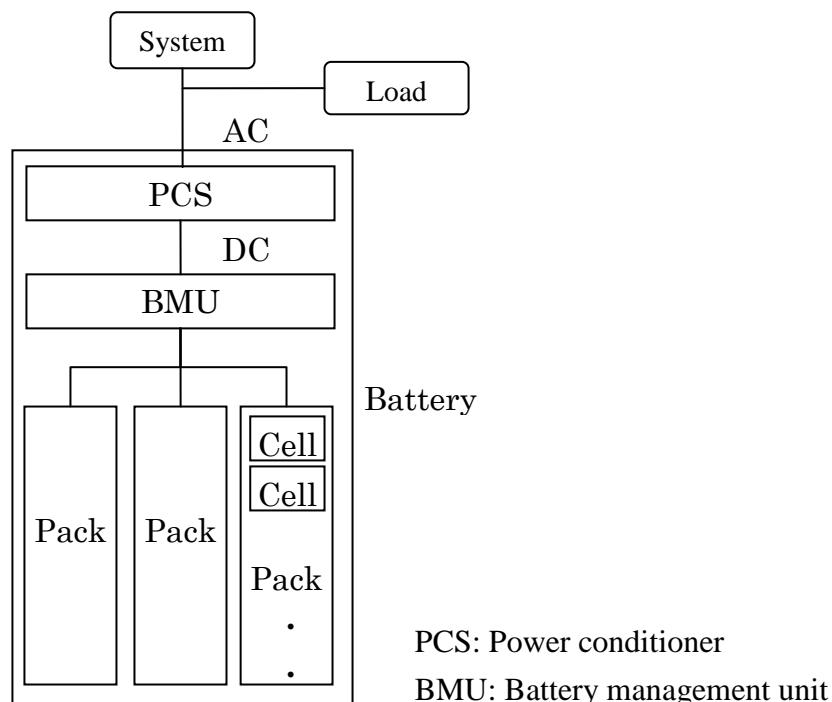 System
Load
AC
PCS
DC
BMU
Battery
Cell
Cell
Pack
Pack
Pack
PCS: Power conditioner
BMU: Battery management unit